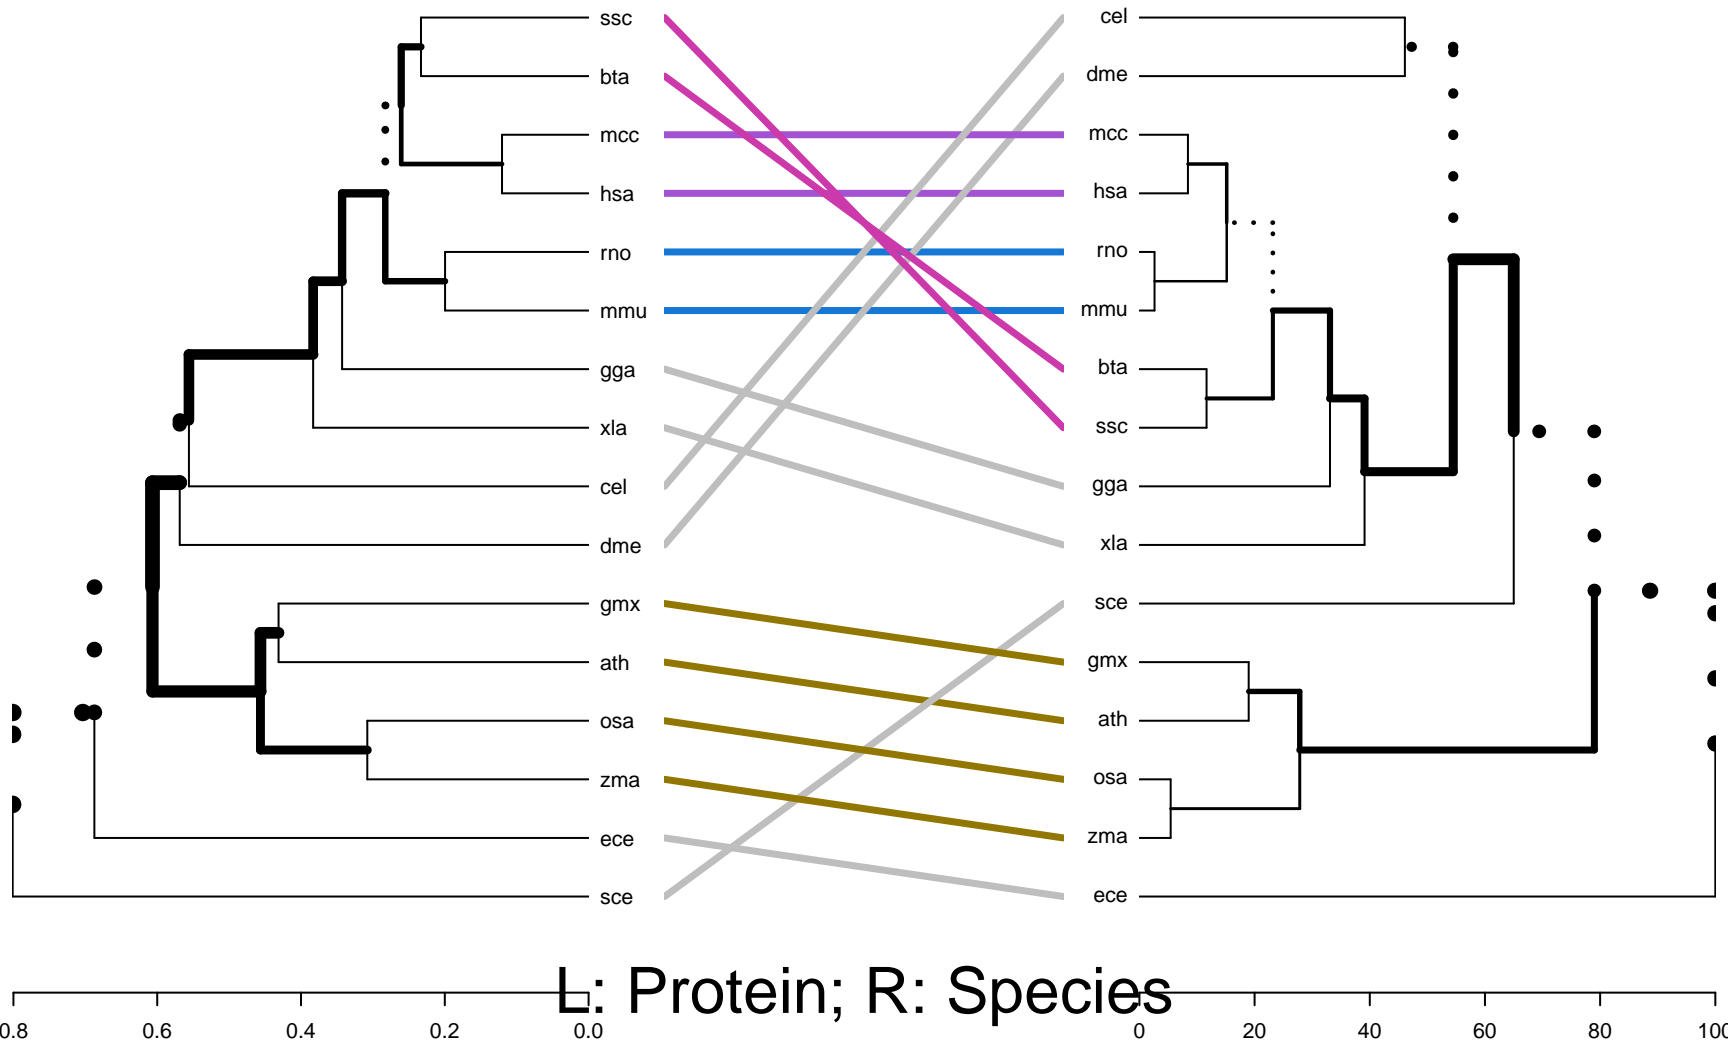 ssc
bta
mcc
hsa
rno
mmu
gga
xla
cel
dme
gmx
ath
osa
zma
ece
sce
cel
dme
mcc
hsa
rno
mmu
bta
ssc
gga
xla
sce
gmx
ath
osa
zma
ece
L: Protein; R: Species
0.8 0.6 0.4 0.2 0.0
0 20 40 60 80 100